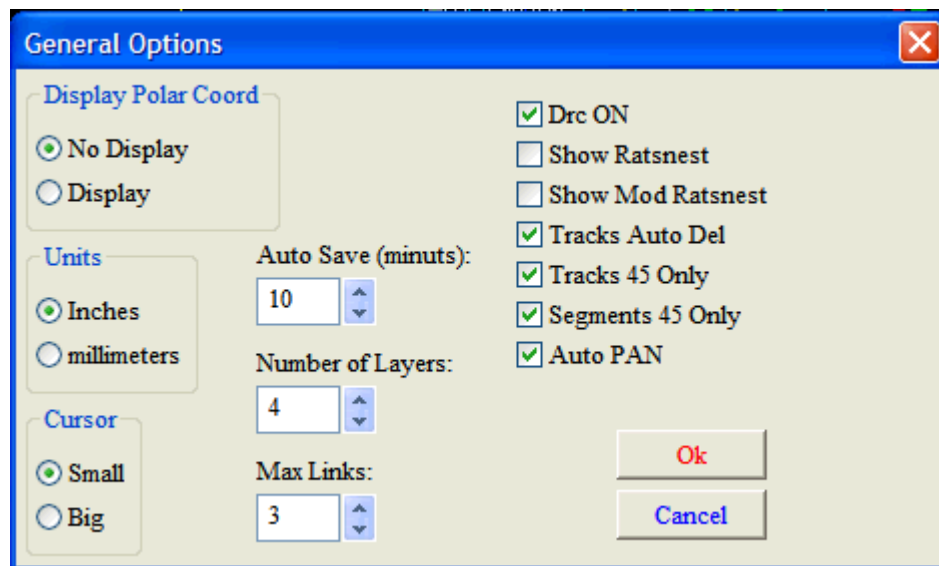 General Options
Display Polar Coord
No Display
Display
Units
Inches
millimeters
Cursor
Small
Big
Auto Save (minuts):
10
Number of Layers:
4
Max Links:
3
Drc ON
Show Ratsnest
Show Mod Ratsnest
Tracks Auto Del
Tracks 45 Only
Segments 45 Only
Auto PAN
Ok
Cancel